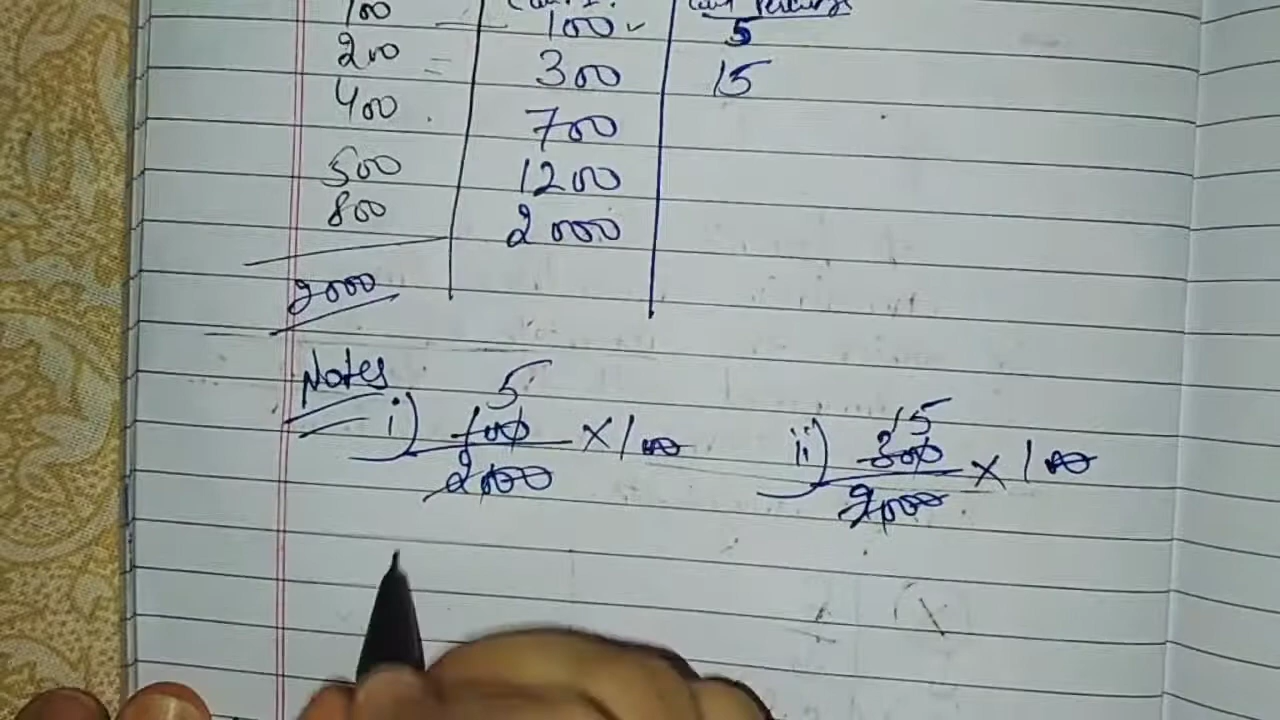 100 100 5
200 = 300 15
400 700
500 1200
800 2000
2000
Notes
5 15
i) 100 × 100 ii) 300 × 100
2000 2000